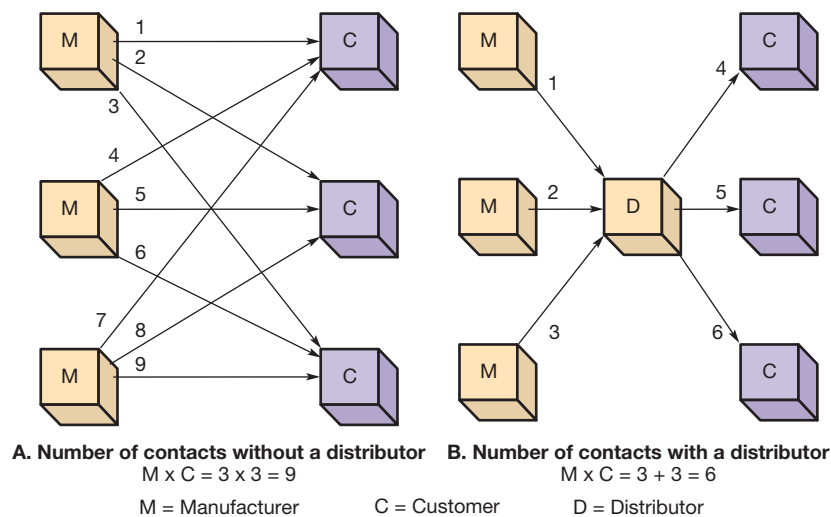 M
1
C
2
3
M
4
C
5
6
M
7
8
C
9
A. Number of contacts without a distributor
M x C = 3 x 3 = 9
M
1
4
C
M
2
D
5
C
3
6
M
C
B. Number of contacts with a distributor
M x C = 3 + 3 = 6
M = Manufacturer C = Customer D = Distributor